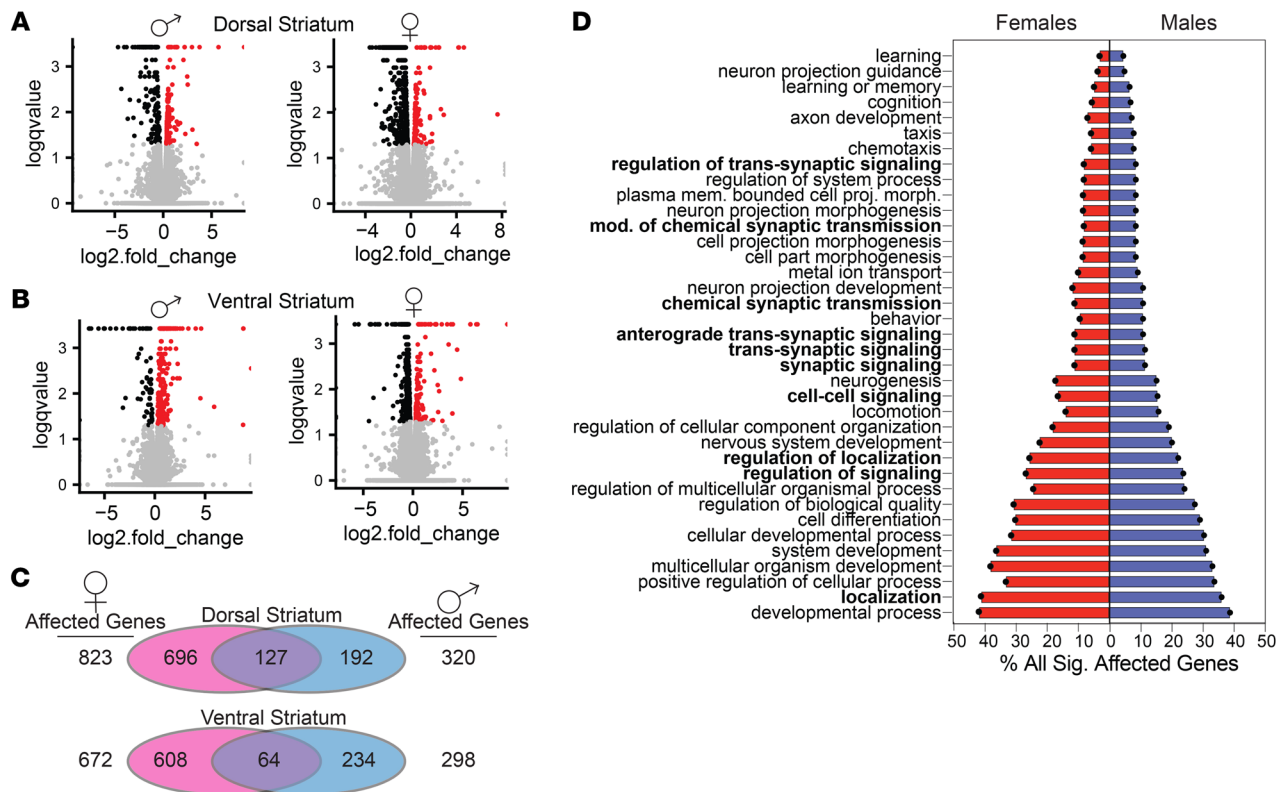 A
♂ Dorsal Striatum ♀
logqvalue
3
2
1
0
−5 0 5
log2.fold_change
logqvalue
3
2
1
0
−4 0 4 8
log2.fold_change
B
♂ Ventral Striatum ♀
logqvalue
3
2
1
0
−5 0 5
log2.fold_change
logqvalue
3
2
1
0
−5 0 5
log2.fold_change
C
♀ ♂
Affected Genes Dorsal Striatum Affected Genes
823 696 127 192 320
Ventral Striatum
672 608 64 234 298
D
Females Males
learning
neuron projection guidance
learning or memory
cognition
axon development
taxis
chemotaxis
regulation of trans-synaptic signaling
regulation of system process
plasma mem. bounded cell proj. morph.
neuron projection morphogenesis
mod. of chemical synaptic transmission
cell projection morphogenesis
cell part morphogenesis
metal ion transport
neuron projection development
chemical synaptic transmission
behavior
anterograde trans-synaptic signaling
trans-synaptic signaling
synaptic signaling
neurogenesis
cell-cell signaling
locomotion
regulation of cellular component organization
nervous system development
regulation of localization
regulation of signaling
regulation of multicellular organismal process
regulation of biological quality
cell differentiation
cellular developmental process
system development
multicellular organism development
positive regulation of cellular process
localization
developmental process
50 40 30 20 10 0 10 20 30 40 50
% All Sig. Affected Genes